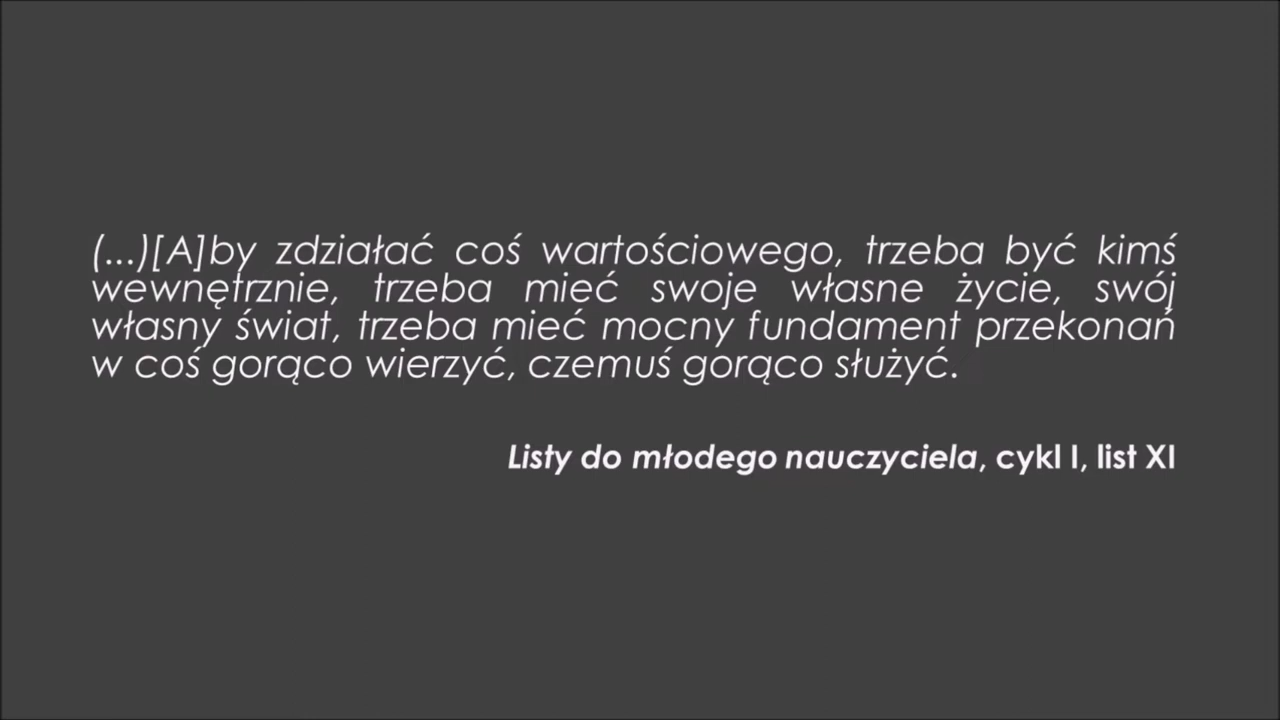 (...)[A]by zdziałać coś wartościowego, trzeba być kimś
wewnętrznie, trzeba mieć swoje własne życie, swój
własny świat, trzeba mieć mocny fundament przekonań
w coś gorąco wierzyć, czemuś gorąco służyć.
Listy do młodego nauczyciela, cykl I, list XI